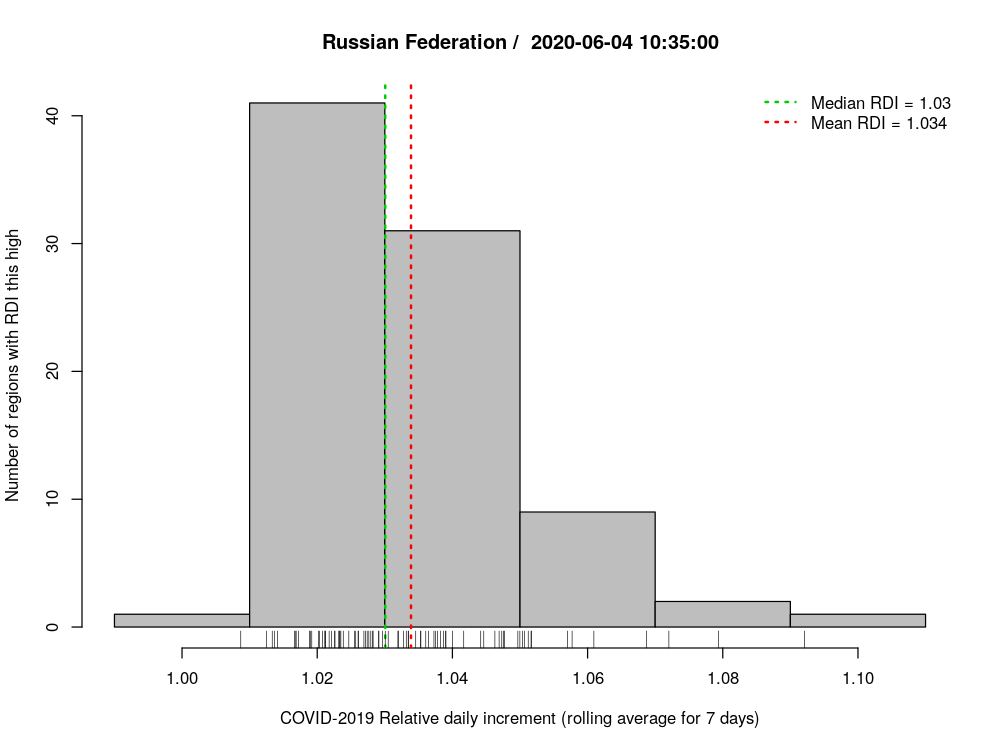 Russian Federation /  2020-06-04 10:35:00
Median RDI = 1.03
Mean RDI = 1.034
Number of regions with RDI this high
40
30
20
10
0
1.00 1.02 1.04 1.06 1.08 1.10
COVID-2019 Relative daily increment (rolling average for 7 days)